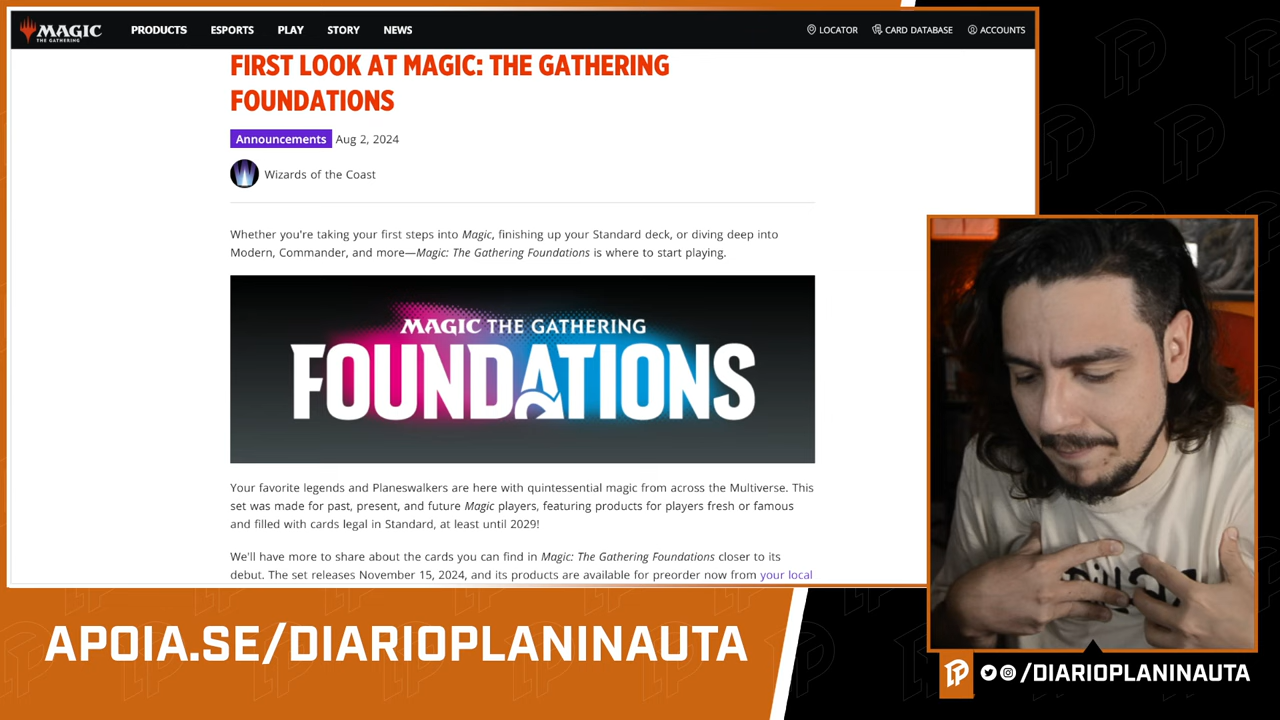 MAGIC
THE GATHERING
PRODUCTS ESPORTS PLAY STORY NEWS
LOCATOR CARD DATABASE ACCOUNTS
FIRST LOOK AT MAGIC: THE GATHERING
FOUNDATIONS
Announcements Aug 2, 2024
Wizards of the Coast
Whether you're taking your first steps into Magic, finishing up your Standard deck, or diving deep into
Modern, Commander, and more—Magic: The Gathering Foundations is where to start playing.
MAGIC THE GATHERING
FOUNDATIONS
Your favorite legends and Planeswalkers are here with quintessential magic from across the Multiverse. This
set was made for past, present, and future Magic players, featuring products for players fresh or famous
and filled with cards legal in Standard, at least until 2029!
We'll have more to share about the cards you can find in Magic: The Gathering Foundations closer to its
debut. The set releases November 15, 2024, and its products are available for preorder now from your local
APOIA.SE/DIARIOPLANINAUTA
/DIARIOPLANINAUTA